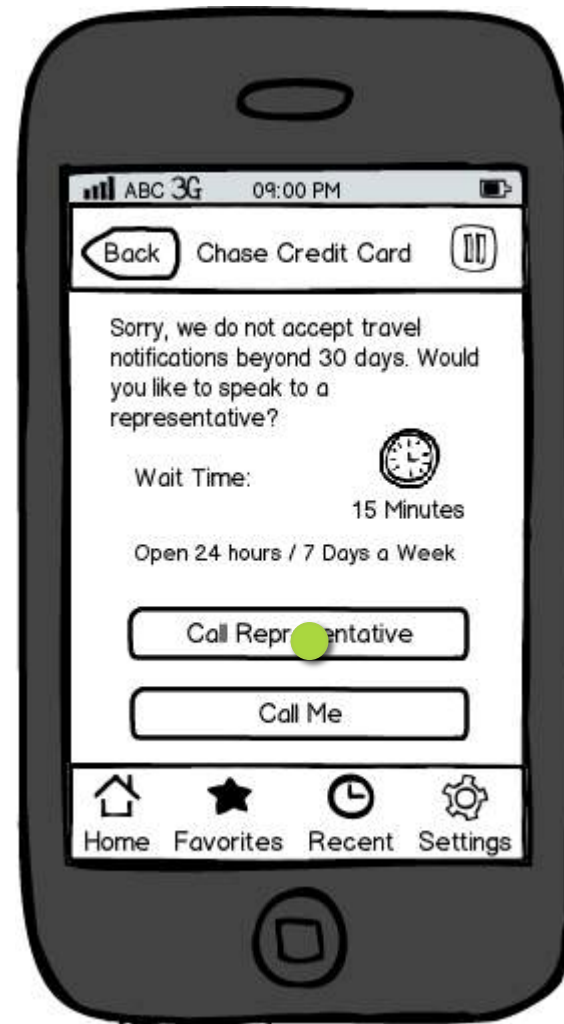 ABC 3G 09:00 PM
Back Chase Credit Card
Sorry, we do not accept travel
notifications beyond 30 days. Would
you like to speak to a
representative?
Wait Time:
15 Minutes
Open 24 hours / 7 Days a Week
Call Representative
Call Me
Home Favorites Recent Settings